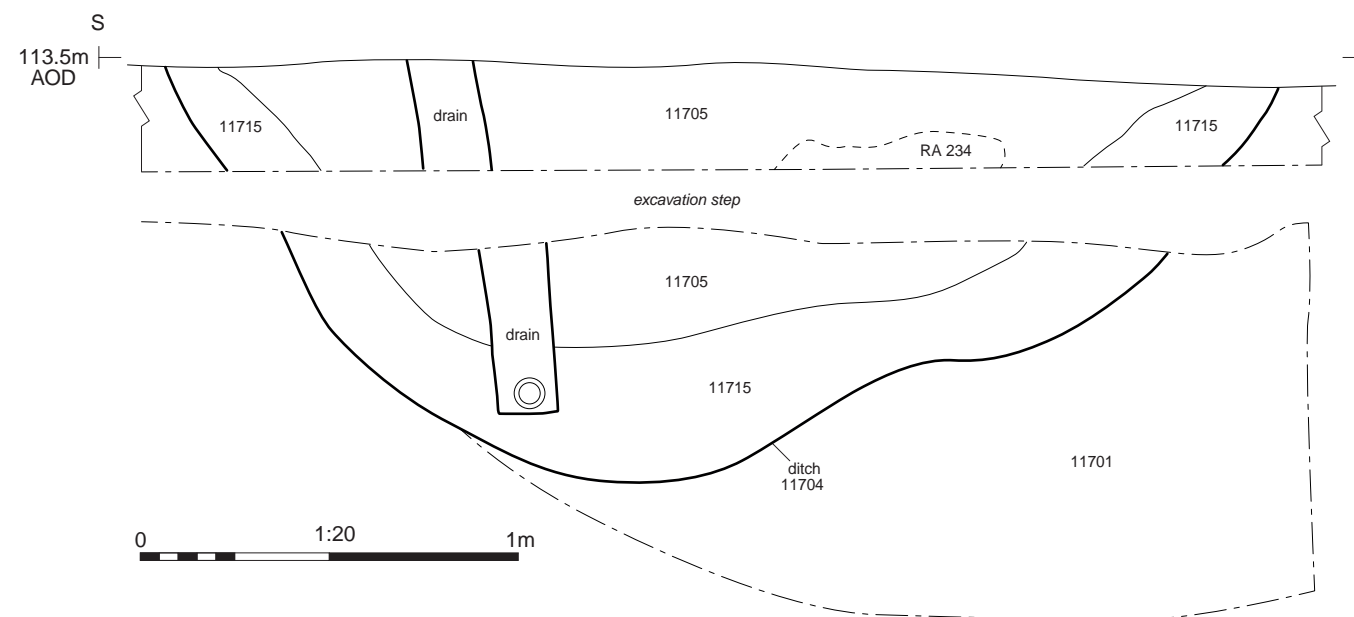 S
113.5m
AOD
drain
11705
11715
11715
RA 234
excavation step
11705
drain
11715
11701
ditch
11704
0 1:20 1m